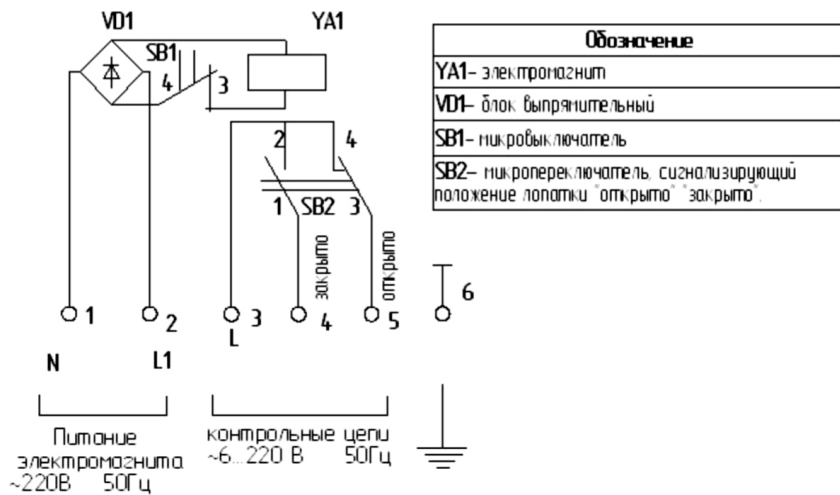 VD1
YA1
SB1
4
3
2
4
1
SB2
3
закрыто
открыто
1
2
3
4
5
6
L
N
L1
Питание
электромагнита
~220В 50Гц
контрольные цепи
~6...220 В 50Гц
Обозначение
YA1- электромагнит
VD1- блок выпрямительный
SB1- микровыключатель
SB2- микропереключатель, сигнализирующий
положение лопатки "открыто" "закрыто".